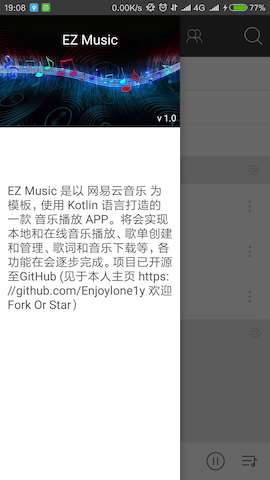 19:08
0.00K/s
4G
77%
EZ Music
v 1.0
EZ Music 是以 网易云音乐 为
模板，使用 Kotlin 语言打造的
一款 音乐播放 APP。将会实现
本地和在线音乐播放、歌单创建
和管理、歌词和音乐下载等，各
功能在会逐步完成。项目已开源
至GitHub (见于本人主页 https:
//github.com/Enjoylone1y 欢迎
Fork Or Star）